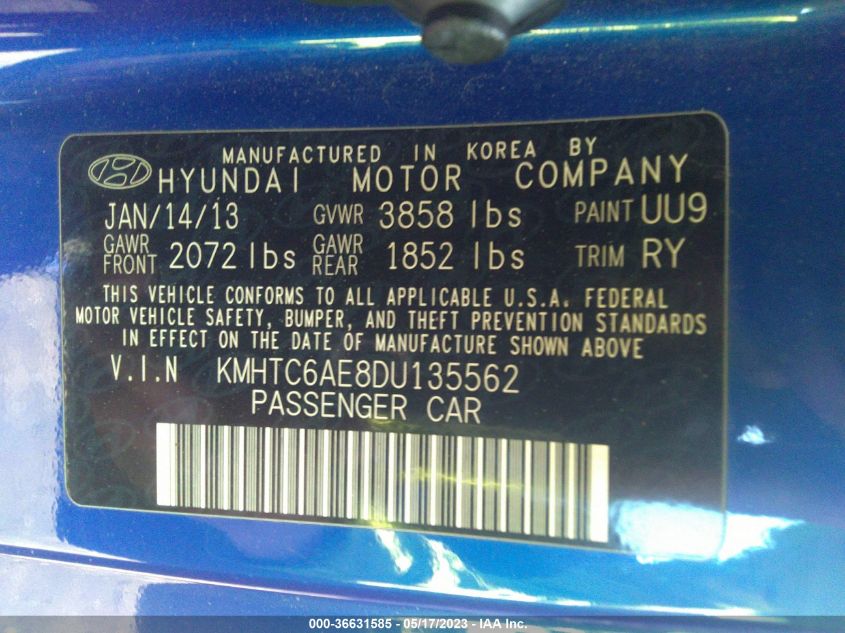 MANUFACTURED IN KOREA BY
HYUNDAI MOTOR COMPANY
JAN/14/13 GVWR 3858 lbs PAINT UU9
GAWR FRONT 2072 lbs GAWR REAR 1852 lbs TRIM RY
THIS VEHICLE CONFORMS TO ALL APPLICABLE U.S.A. FEDERAL
MOTOR VEHICLE SAFETY, BUMPER, AND THEFT PREVENTION STANDARDS
IN EFFECT ON THE DATE OF MANUFACTURE SHOWN ABOVE
V.I.N KMHTC6AE8DU135562
PASSENGER CAR
000-36631585 - 05/17/2023 - IAA Inc.